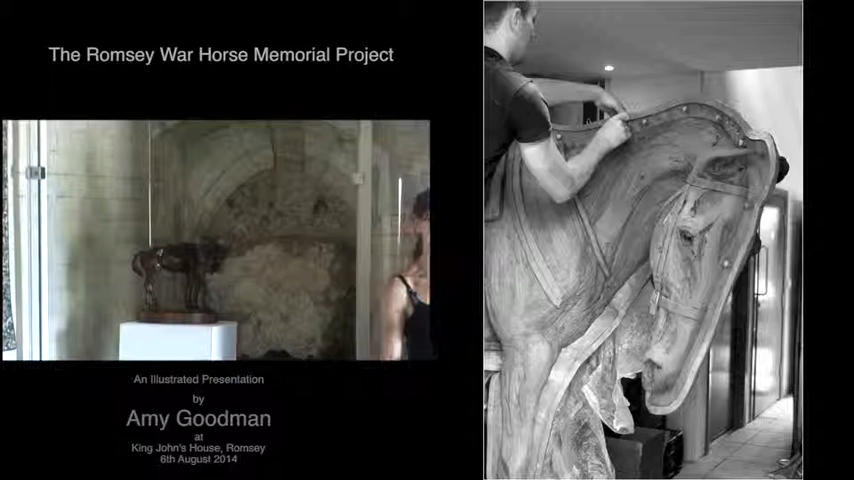 The Romsey War Horse Memorial Project
An Illustrated Presentation
by
Amy Goodman
at
King John's House, Romsey
6th August 2014